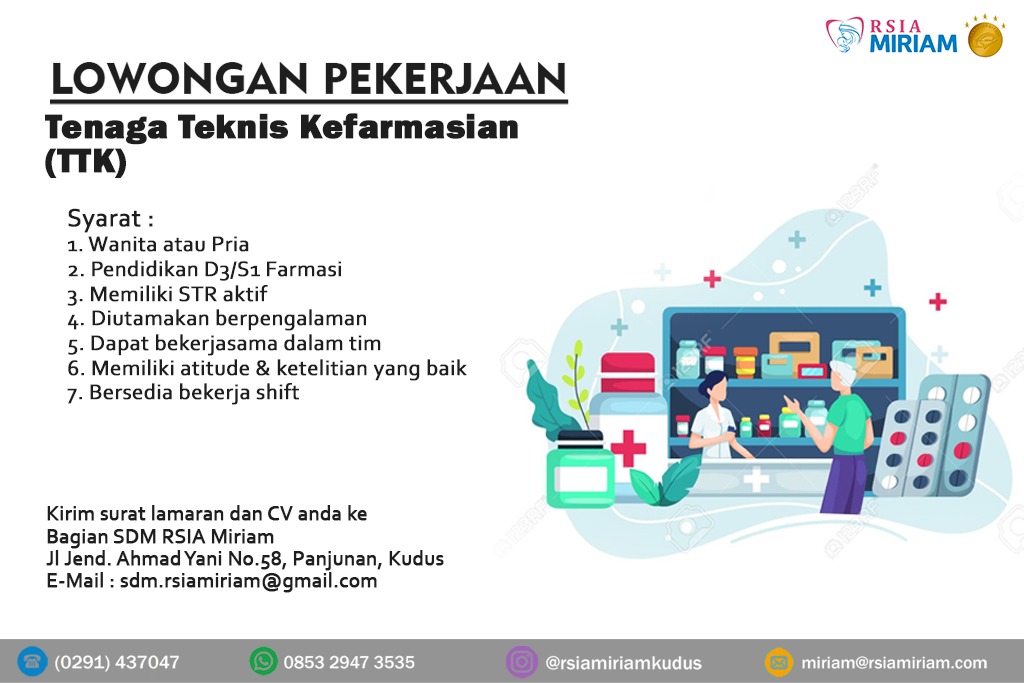 RSIA
MIRIAM
LOWONGAN PEKERJAAN
Tenaga Teknis Kefarmasian
(TTK)
Syarat :
1. Wanita atau Pria
2. Pendidikan D3/S1 Farmasi
3. Memiliki STR aktif
4. Diutamakan berpengalaman
5. Dapat bekerjasama dalam tim
6. Memiliki atitude & ketelitian yang baik
7. Bersedia bekerja shift
Kirim surat lamaran dan CV anda ke
Bagian SDM RSIA Miriam
Jl Jend. Ahmad Yani No.58, Panjunan, Kudus
E-Mail : sdm.rsiamiriam@gmail.com
(0291) 437047
0853 2947 3535
@rsiamiriamkudus
miriam@rsiamiriam.com